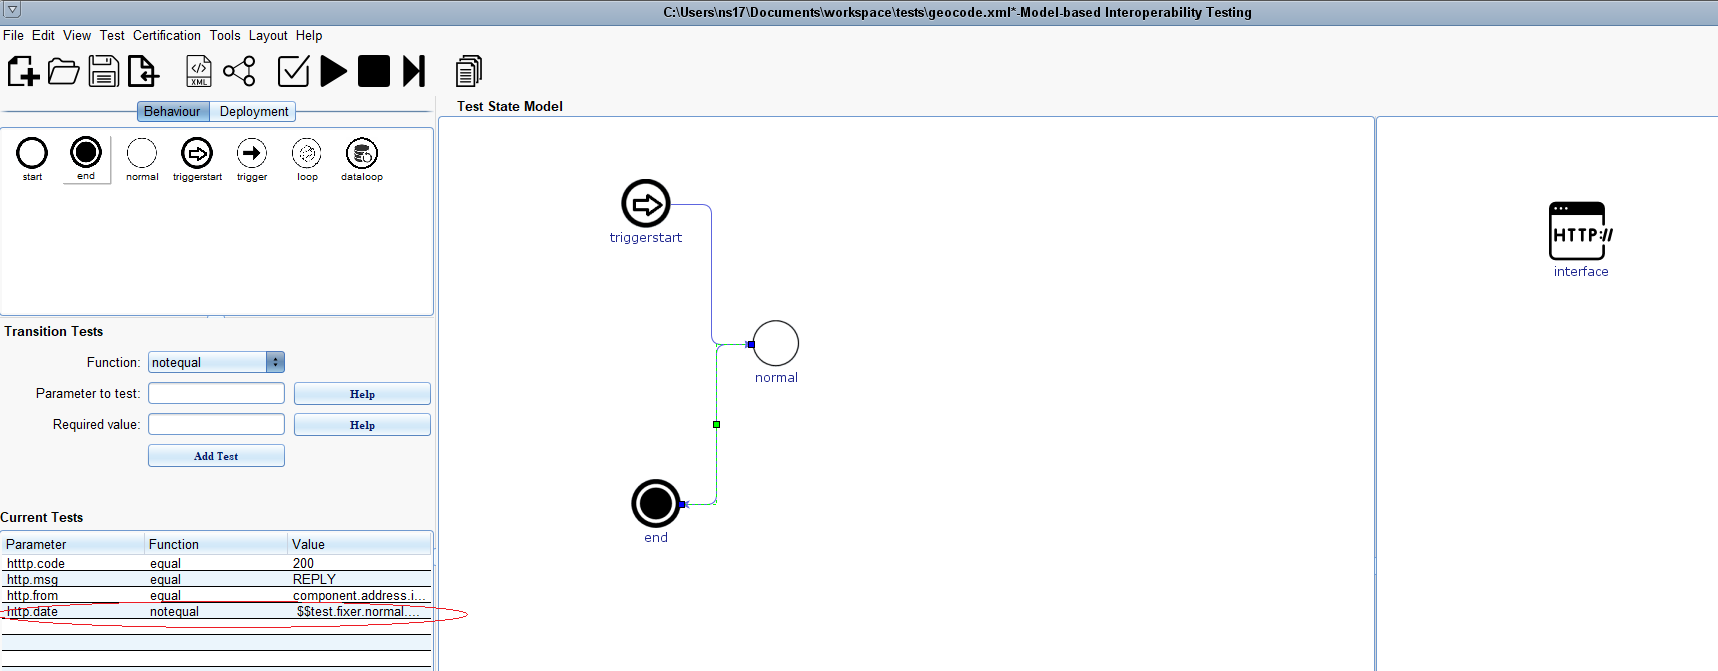 C:\Users\ns17\Documents\workspace\tests\geocode.xml*-Model-based Interoperability Testing
File Edit View Test Certification Tools Layout Help
XML
Behaviour Deployment
Test State Model
start end normal triggerstart trigger loop dataloop
triggerstart
HTTP://
interface
Transition Tests
Function: notequal
Parameter to test: Help
Required value: Help
Add Test
normal
end
Current Tests
Parameter Function Value
htttp.code equal 200
http.msg equal REPLY
http.from equal component.address.i...
http.date notequal $$test.fixer.normal....